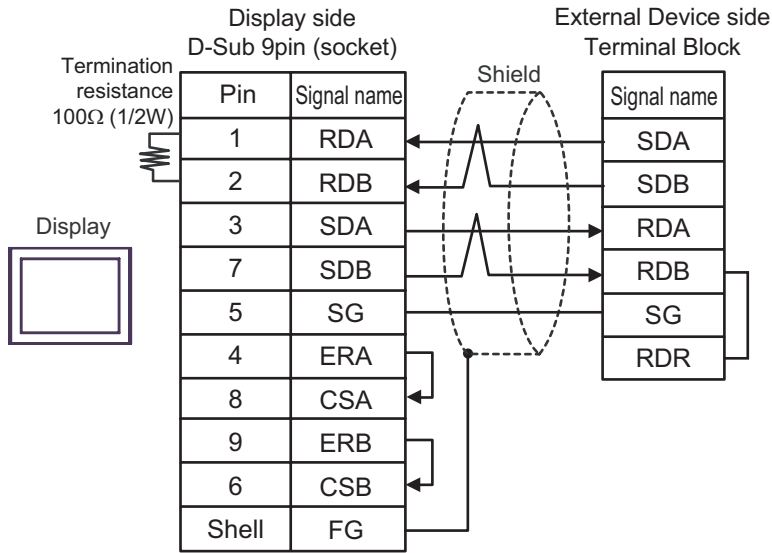 Display side
D-Sub 9pin (socket)
External Device side
Terminal Block
Termination
resistance
100Ω (1/2W)
Shield
Pin Signal name
Signal name
1 RDA
SDA
2 RDB
SDB
3 SDA
RDA
Display
7 SDB
RDB
5 SG
SG
4 ERA
RDR
8 CSA
9 ERB
6 CSB
Shell FG